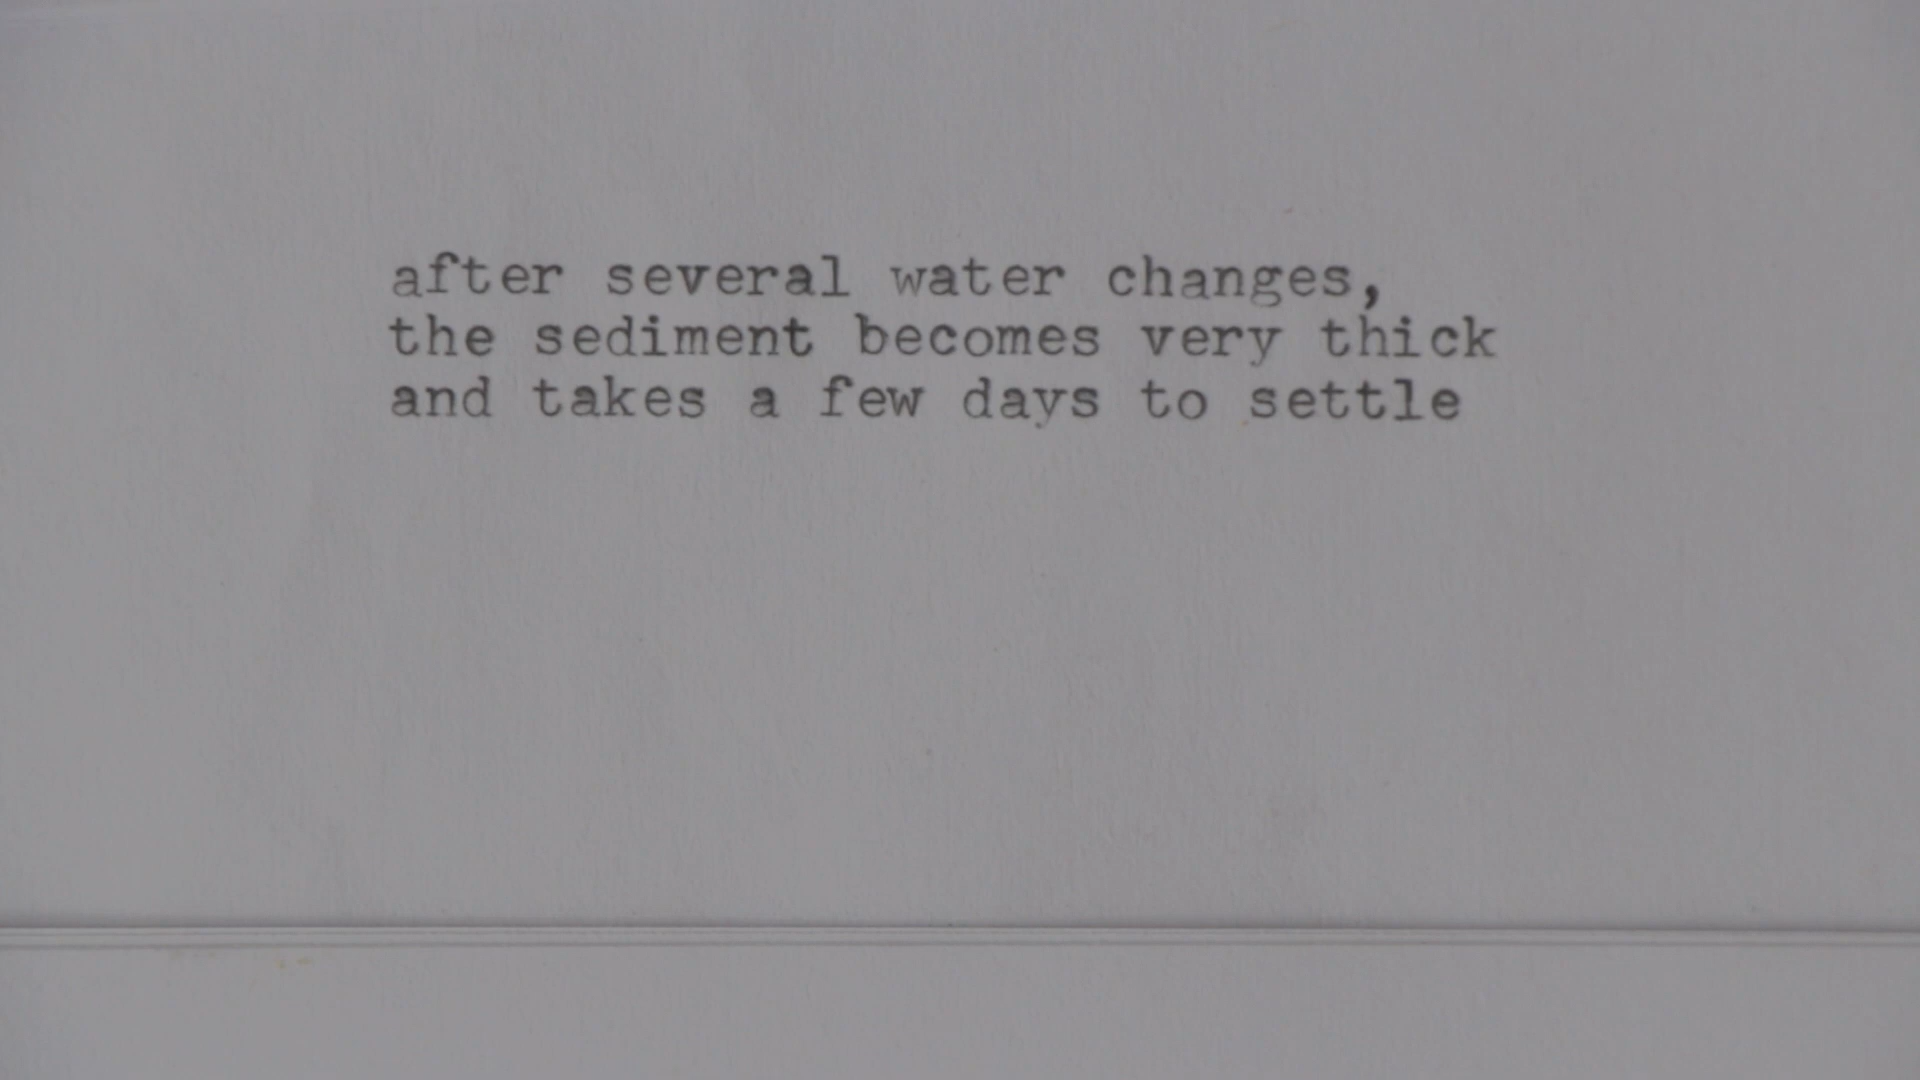 after several water changes,
the sediment becomes very thick
and takes a few days to settle